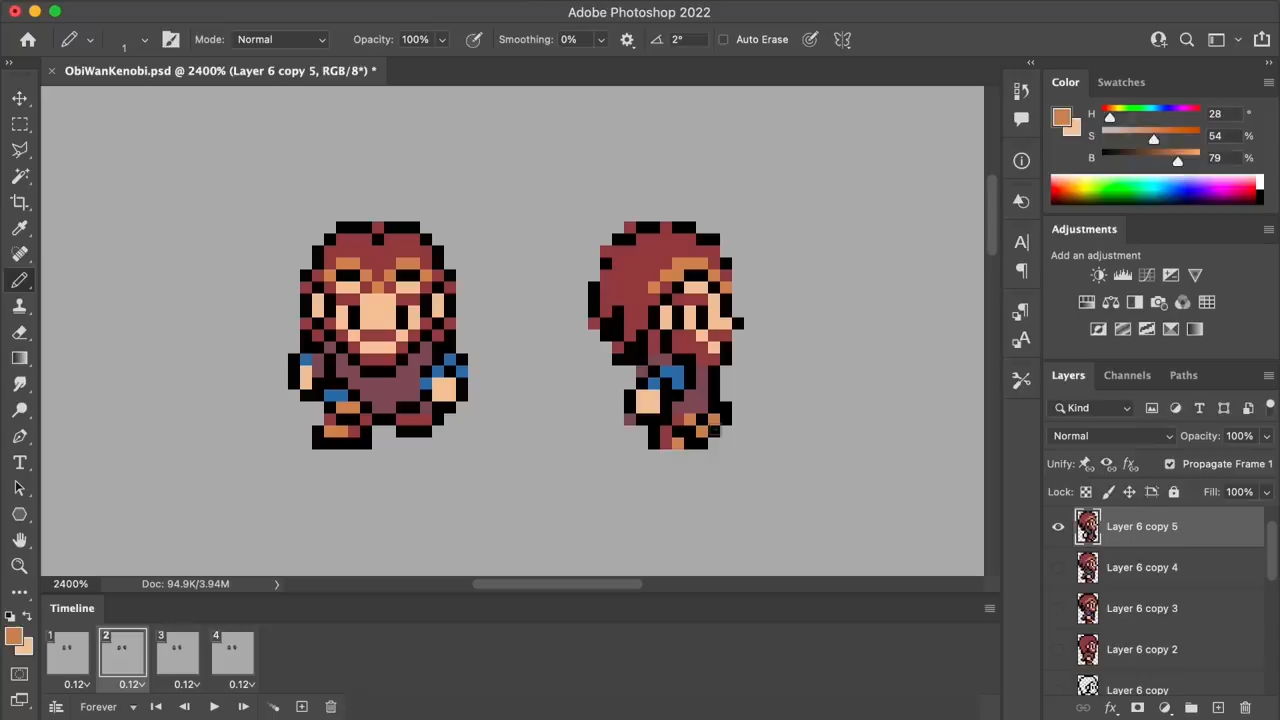 Adobe Photoshop 2022
1
Mode: Normal
Opacity: 100%
Smoothing: 0%
2°
Auto Erase
ObiWanKenobi.psd @ 2400% (Layer 6 copy 5, RGB/8*) *
Color Swatches
H 28 °
S 54 %
B 79 %
Adjustments
Add an adjustment
Layers Channels Paths
Kind
Normal Opacity: 100%
Unify: Propagate Frame 1
Lock: Fill: 100%
Layer 6 copy 5
Layer 6 copy 4
Layer 6 copy 3
Layer 6 copy 2
Layer 6 copy
2400% Doc: 94.9K/3.94M
Timeline
1 2 3 4
0.12 0.12 0.12 0.12
Forever